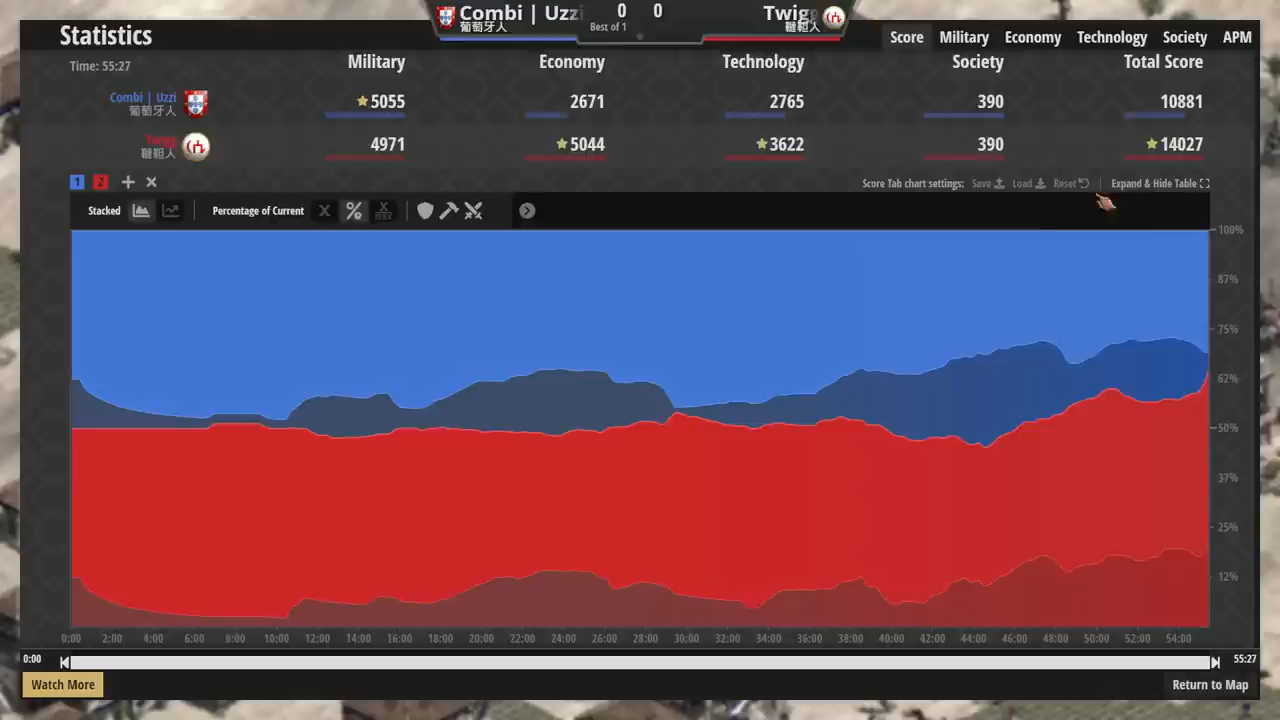 Combi | Uzzi 0 0 Twigg
葡萄牙人 Best of 1 韃靼人
Statistics
Score Military Economy Technology Society APM
Time: 55:27
Military Economy Technology Society Total Score
Combi | Uzzi
葡萄牙人
5055 2671 2765 390 10881
Twigg
韃靼人
4971 5044 3622 390 14027
1 2
Score Tab chart settings: Save Load Reset Expand & Hide Table
Stacked Percentage of Current X % X max
100%
87%
75%
62%
50%
37%
25%
12%
0:00 2:00 4:00 6:00 8:00 10:00 12:00 14:00 16:00 18:00 20:00 22:00 24:00 26:00 28:00 30:00 32:00 34:00 36:00 38:00 40:00 42:00 44:00 46:00 48:00 50:00 52:00 54:00
0:00 55:27
Watch More Return to Map